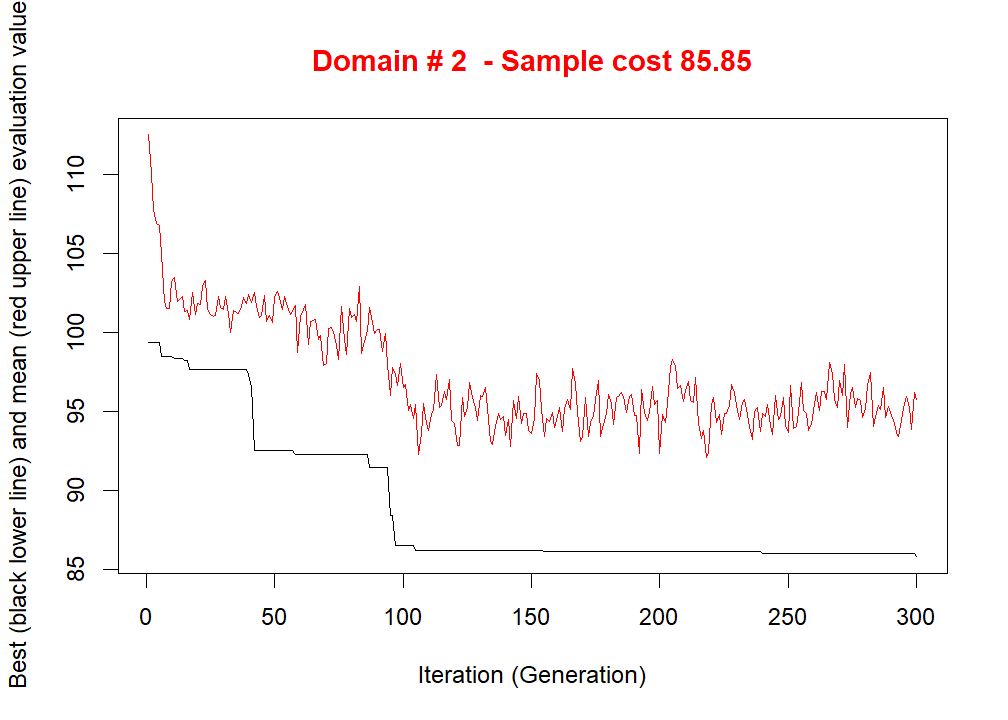 Domain # 2  - Sample cost 85.85
Best (black lower line) and mean (red upper line) evaluation value
110
105
100
95
90
85
0 50 100 150 200 250 300
Iteration (Generation)